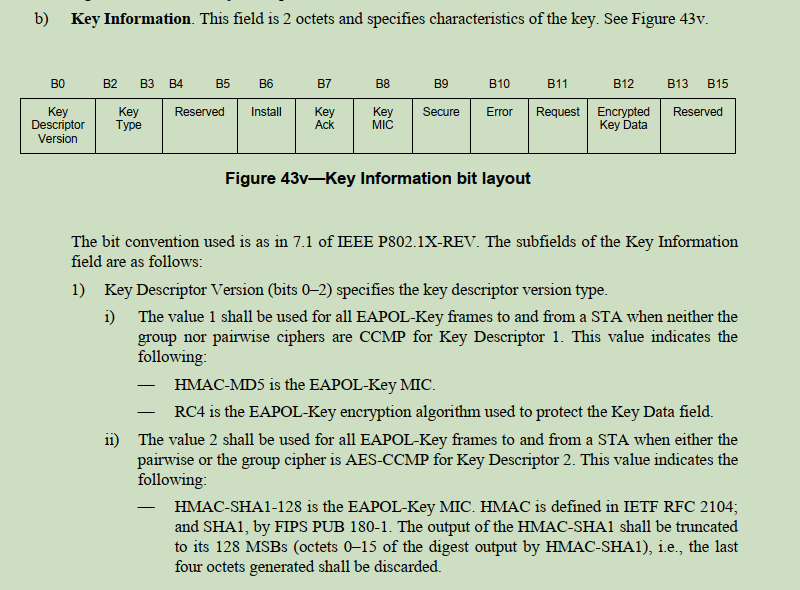 b) Key Information. This field is 2 octets and specifies characteristics of the key. See Figure 43v.
B0 B2 B3 B4 B5 B6 B7 B8 B9 B10 B11 B12 B13 B15
Key Key Reserved Install Key Key Secure Error Request Encrypted Reserved
Descriptor Type Ack MIC Key Data
Version
Figure 43v—Key Information bit layout
The bit convention used is as in 7.1 of IEEE P802.1X-REV. The subfields of the Key Information
field are as follows:
1) Key Descriptor Version (bits 0–2) specifies the key descriptor version type.
i) The value 1 shall be used for all EAPOL-Key frames to and from a STA when neither the
group nor pairwise ciphers are CCMP for Key Descriptor 1. This value indicates the
following:
— HMAC-MD5 is the EAPOL-Key MIC.
— RC4 is the EAPOL-Key encryption algorithm used to protect the Key Data field.
ii) The value 2 shall be used for all EAPOL-Key frames to and from a STA when either the
pairwise or the group cipher is AES-CCMP for Key Descriptor 2. This value indicates the
following:
— HMAC-SHA1-128 is the EAPOL-Key MIC. HMAC is defined in IETF RFC 2104;
and SHA1, by FIPS PUB 180-1. The output of the HMAC-SHA1 shall be truncated
to its 128 MSBs (octets 0–15 of the digest output by HMAC-SHA1), i.e., the last
four octets generated shall be discarded.